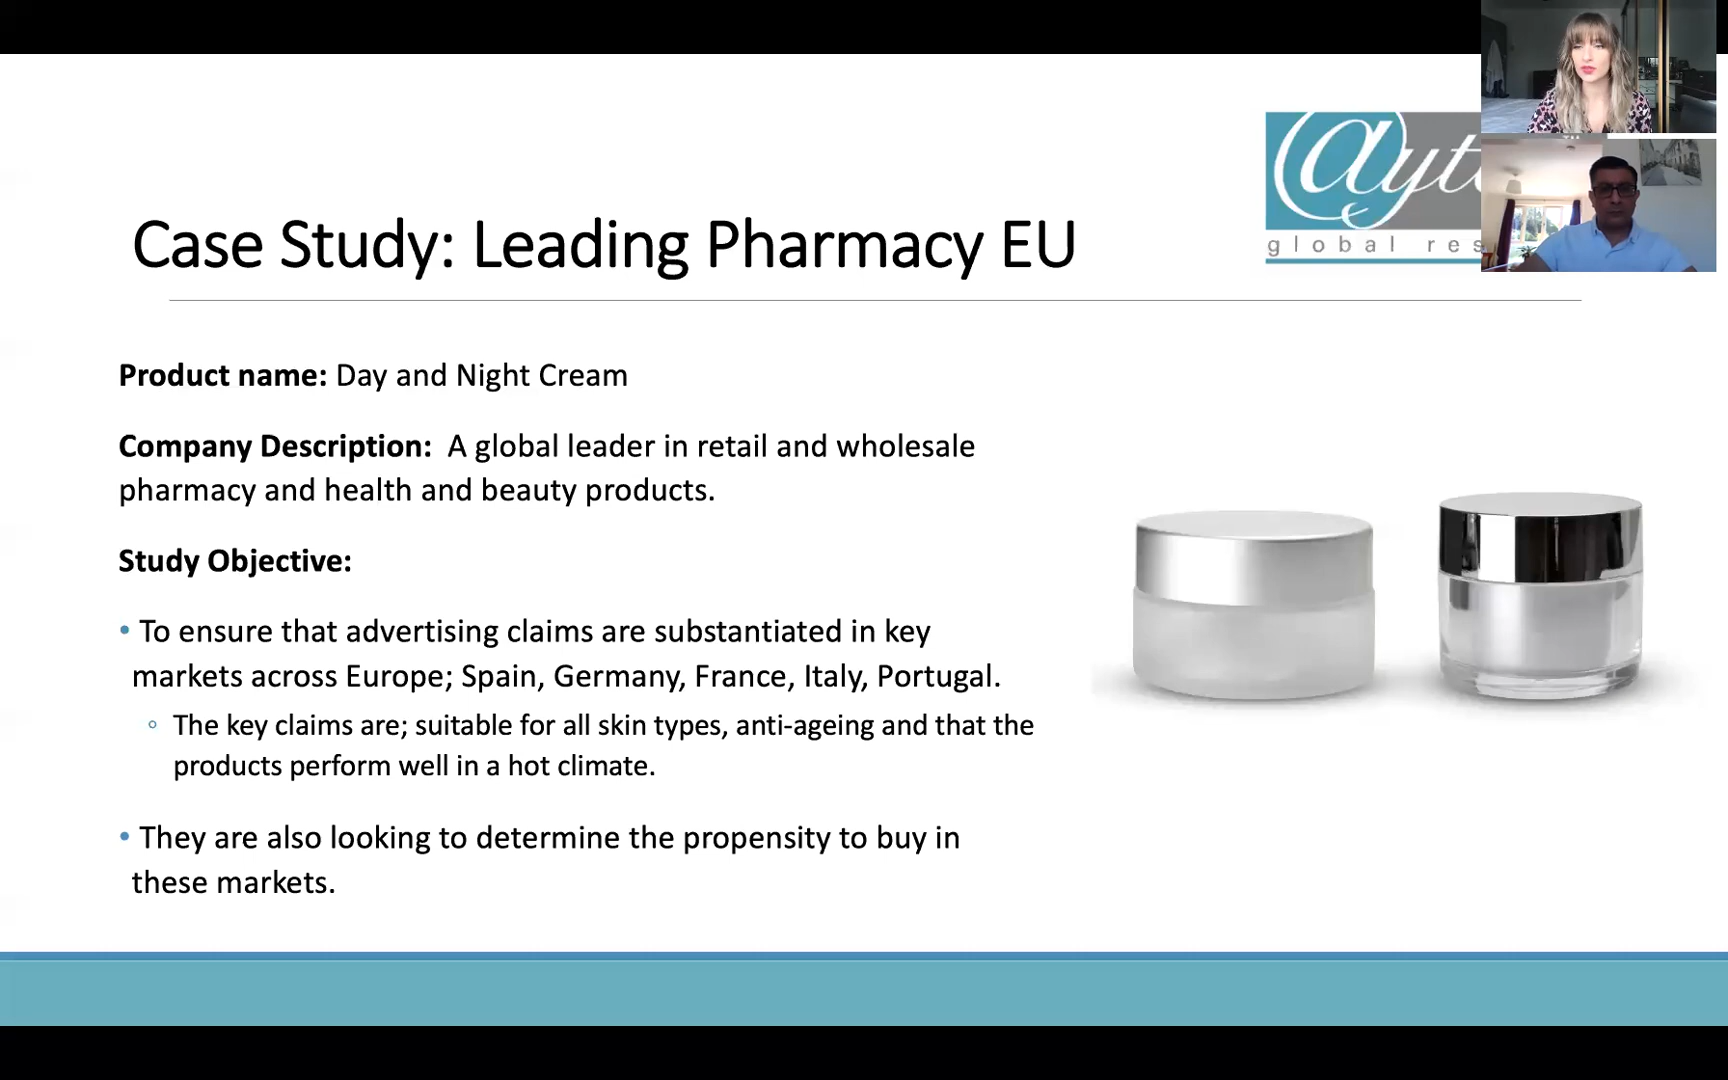 Case Study: Leading Pharmacy EU
global
Product name: Day and Night Cream
Company Description: A global leader in retail and wholesale
pharmacy and health and beauty products.
Study Objective:
• To ensure that advertising claims are substantiated in key
markets across Europe; Spain, Germany, France, Italy, Portugal.
◦ The key claims are; suitable for all skin types, anti-ageing and that the
products perform well in a hot climate.
• They are also looking to determine the propensity to buy in
these markets.